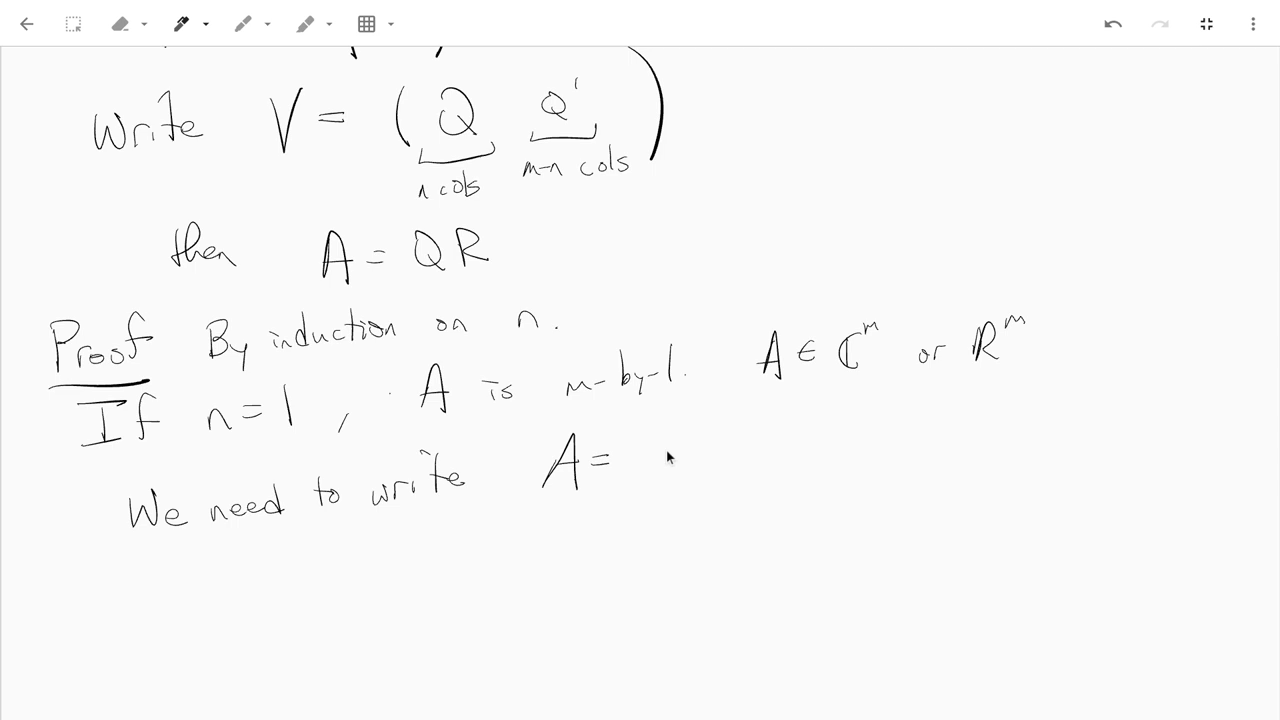 Write V = ( Q Q' )
n cols m-n cols
then A = QR
Proof By induction on n.
If n=1, A is m-by-1. A ∈ ℂ^m or ℝ^m
We need to write A =